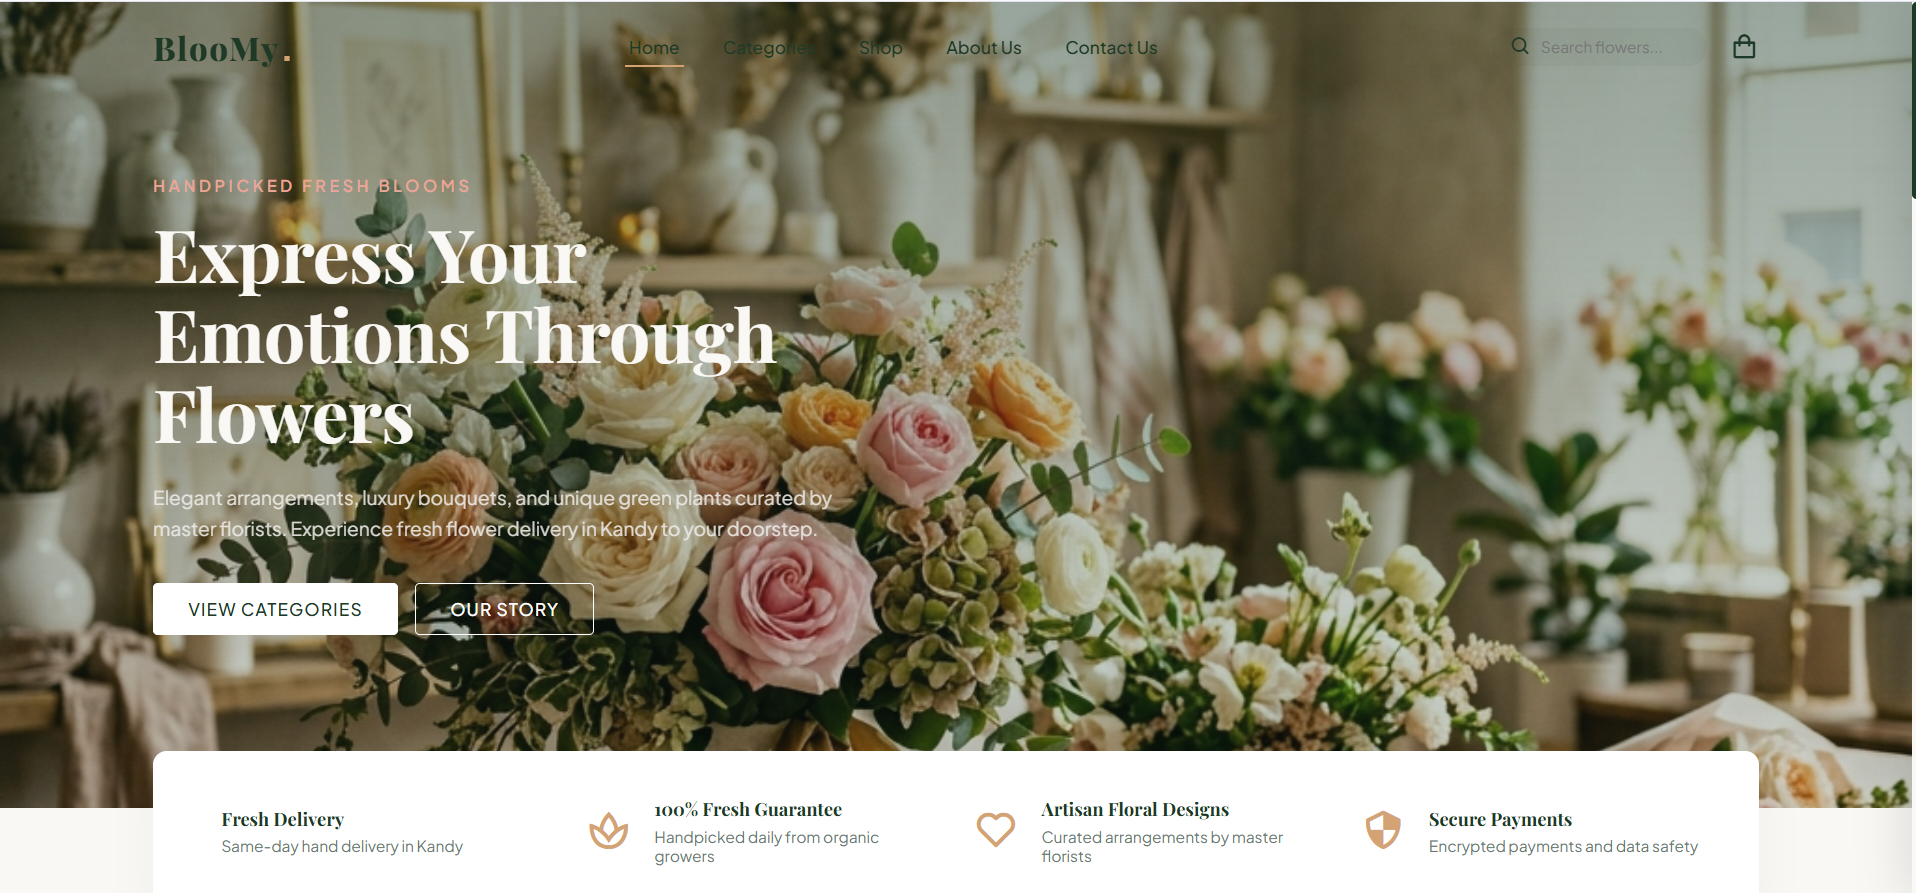 BlooMy.
Home Categories Shop About Us Contact Us
Search flowers...
HANDPICKED FRESH BLOOMS
Express Your
Emotions Through
Flowers
Elegant arrangements, luxury bouquets, and unique green plants curated by
master florists. Experience fresh flower delivery in Kandy to your doorstep.
VIEW CATEGORIES
OUR STORY
Fresh Delivery
Same-day hand delivery in Kandy
100% Fresh Guarantee
Handpicked daily from organic
growers
Artisan Floral Designs
Curated arrangements by master
florists
Secure Payments
Encrypted payments and data safety